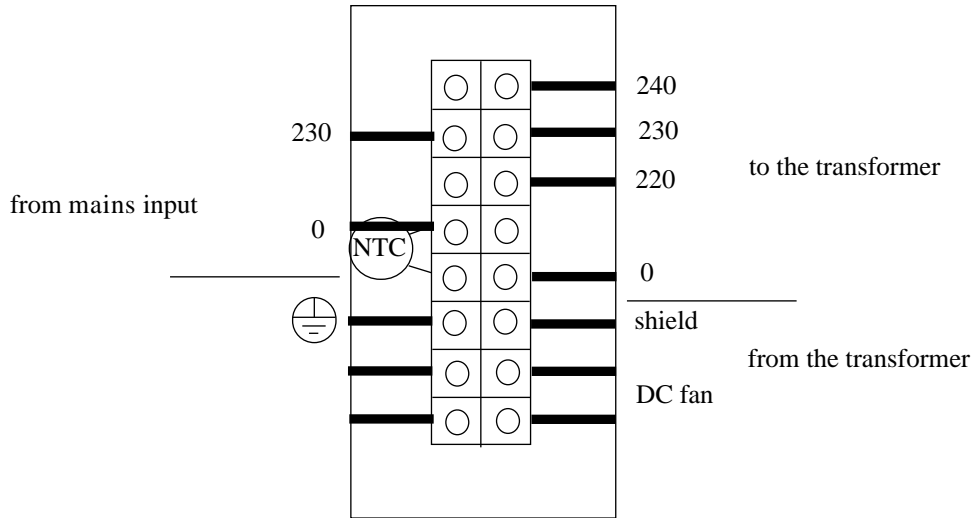 240
230
230
220
to the transformer
from mains input
0
NTC
0
shield
from the transformer
DC fan